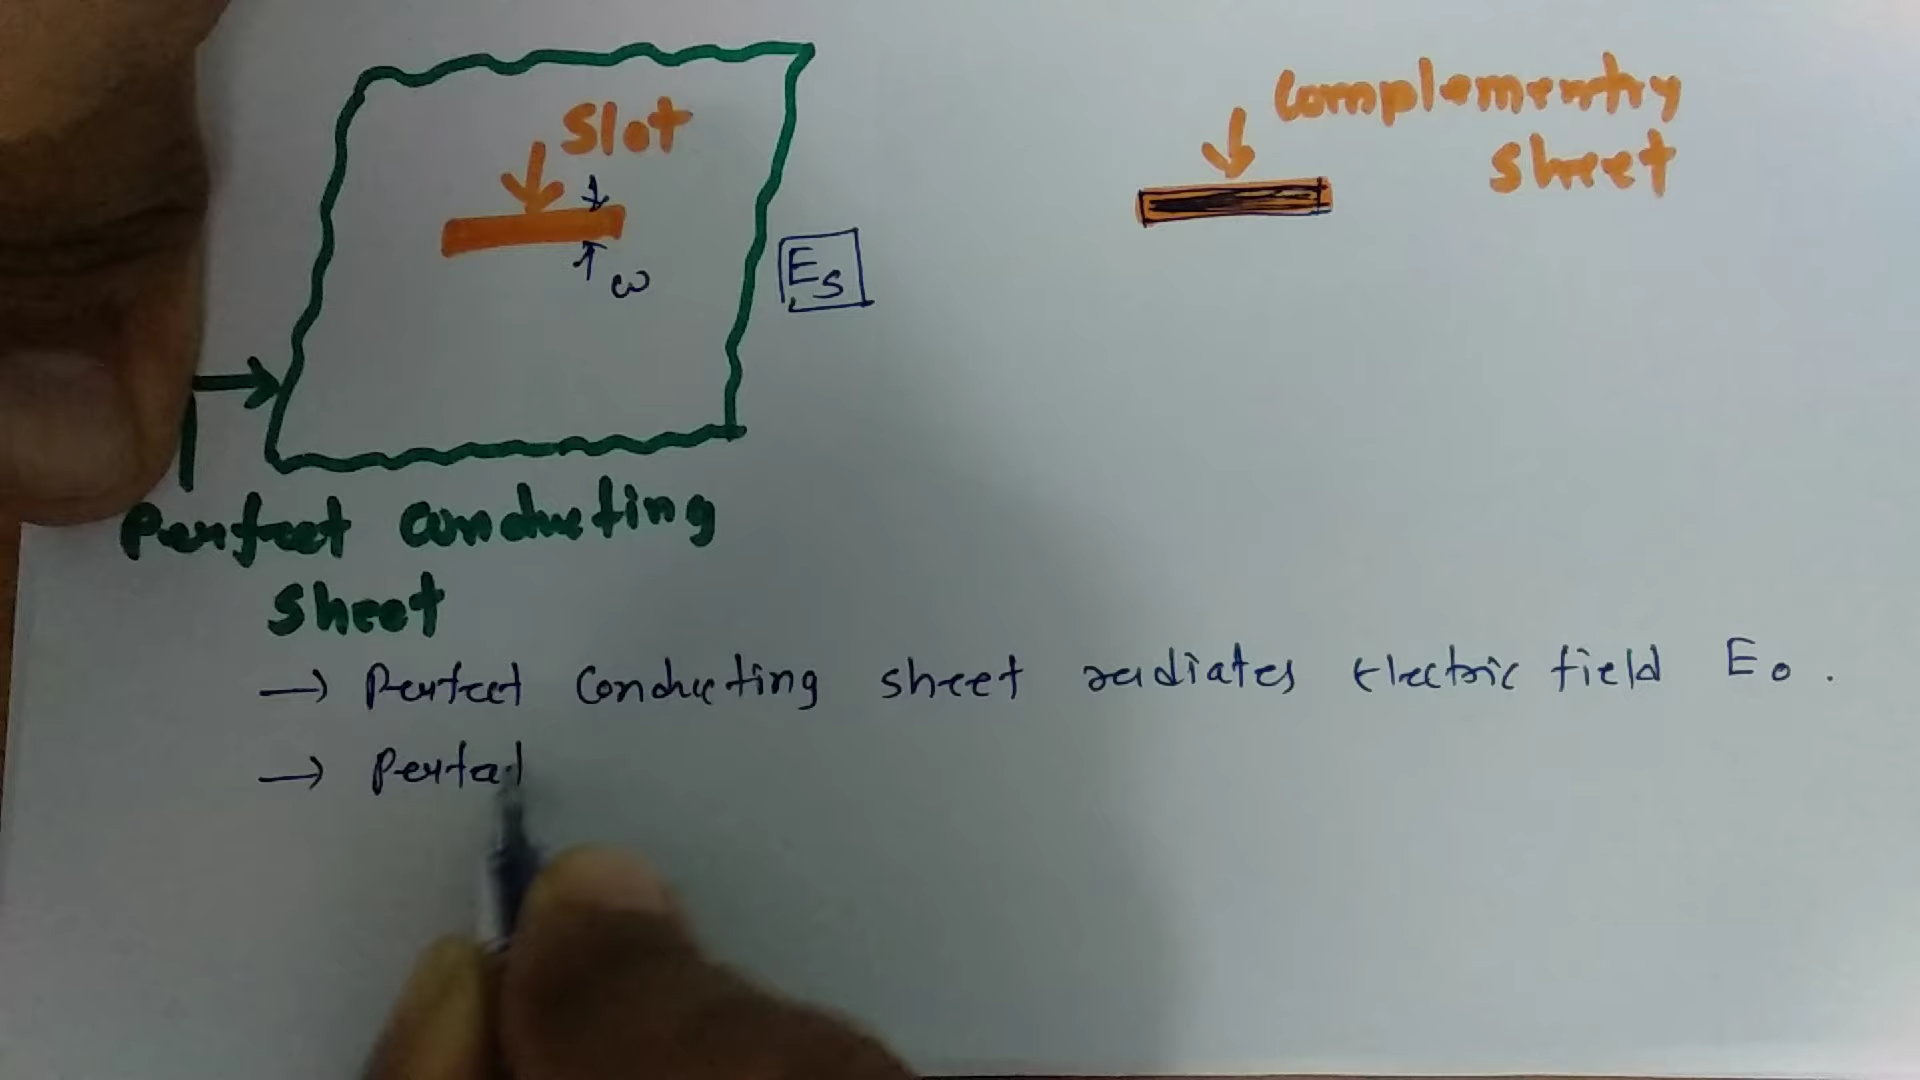 Slot
ω
Es
Complementry
sheet
Perfect conducting
sheet
→ Perfect Conducting sheet radiates Electric field Eo .
→ Perfect